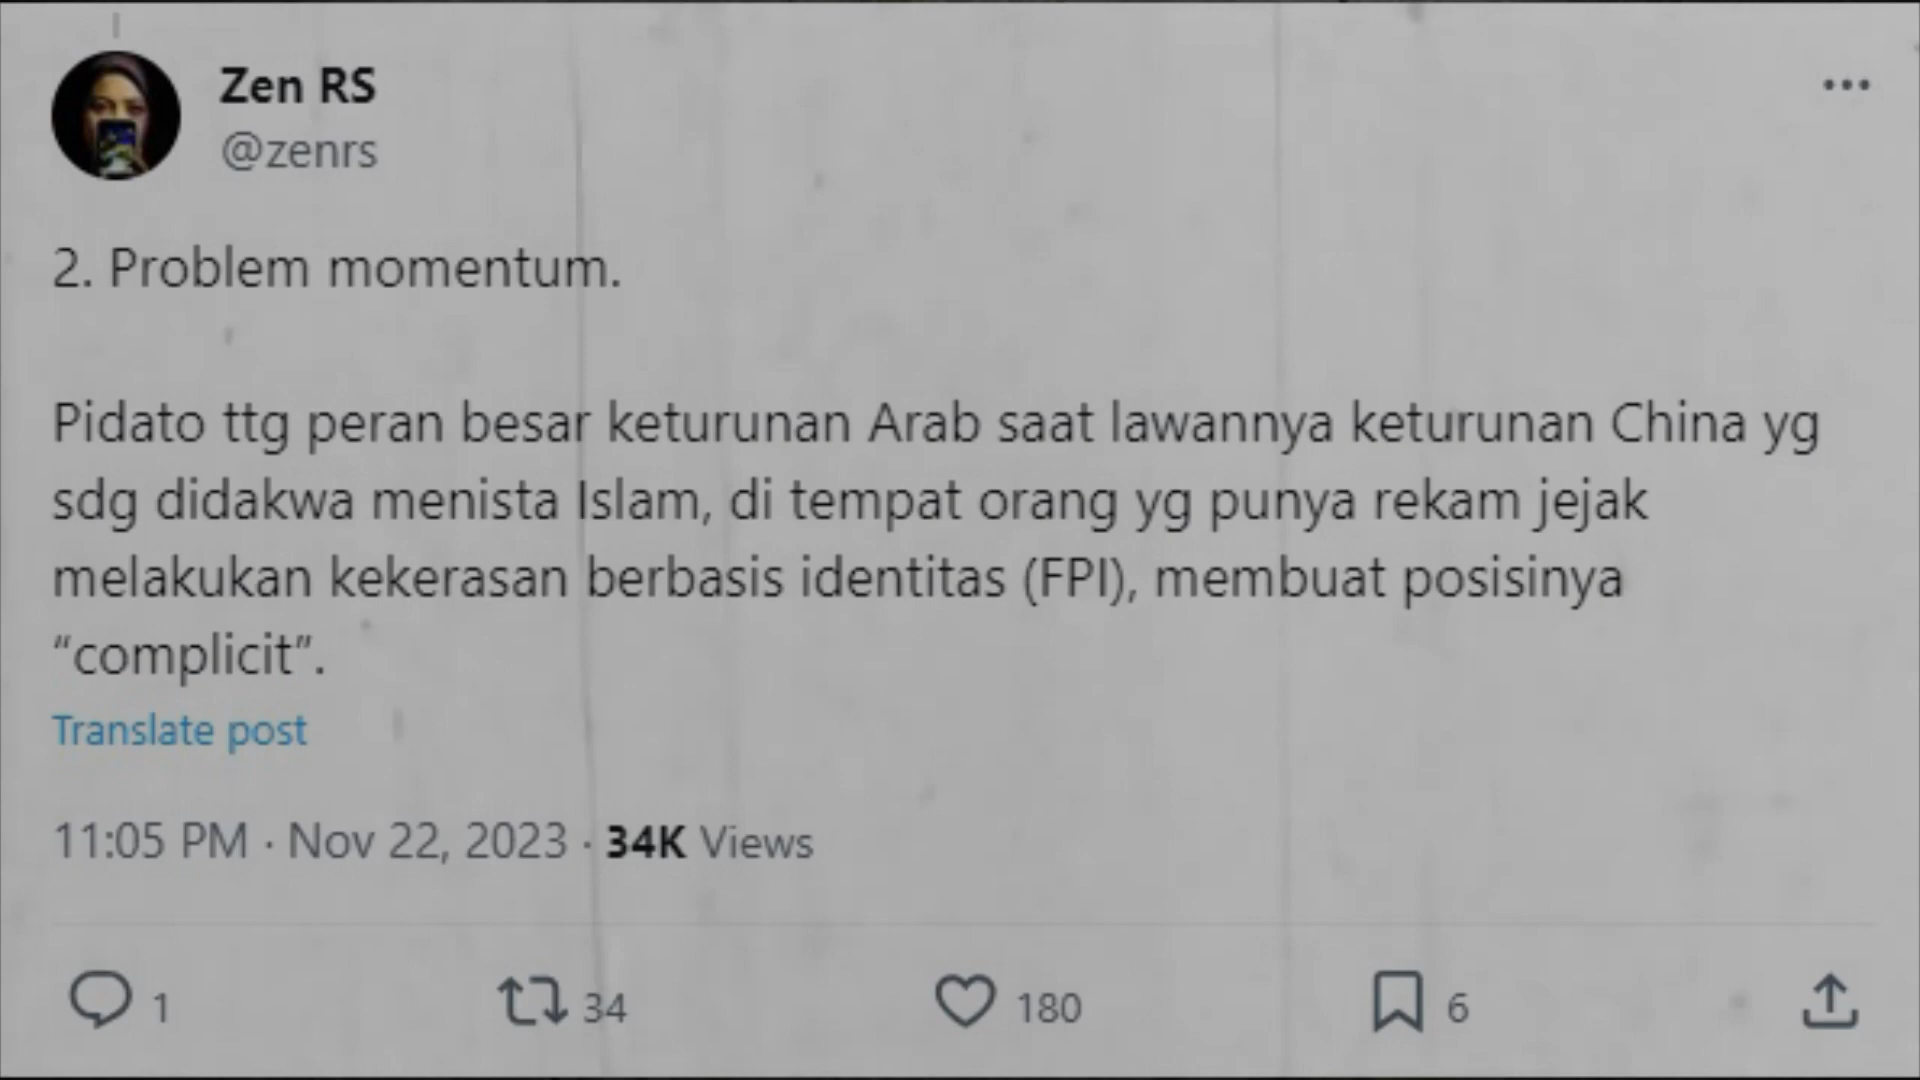 Zen RS
@zenrs
2. Problem momentum.
Pidato ttg peran besar keturunan Arab saat lawannya keturunan China yg
sdg didakwa menista Islam, di tempat orang yg punya rekam jejak
melakukan kekerasan berbasis identitas (FPI), membuat posisinya
“complicit”.
Translate post
11:05 PM · Nov 22, 2023 · 34K Views
1 34 180 6